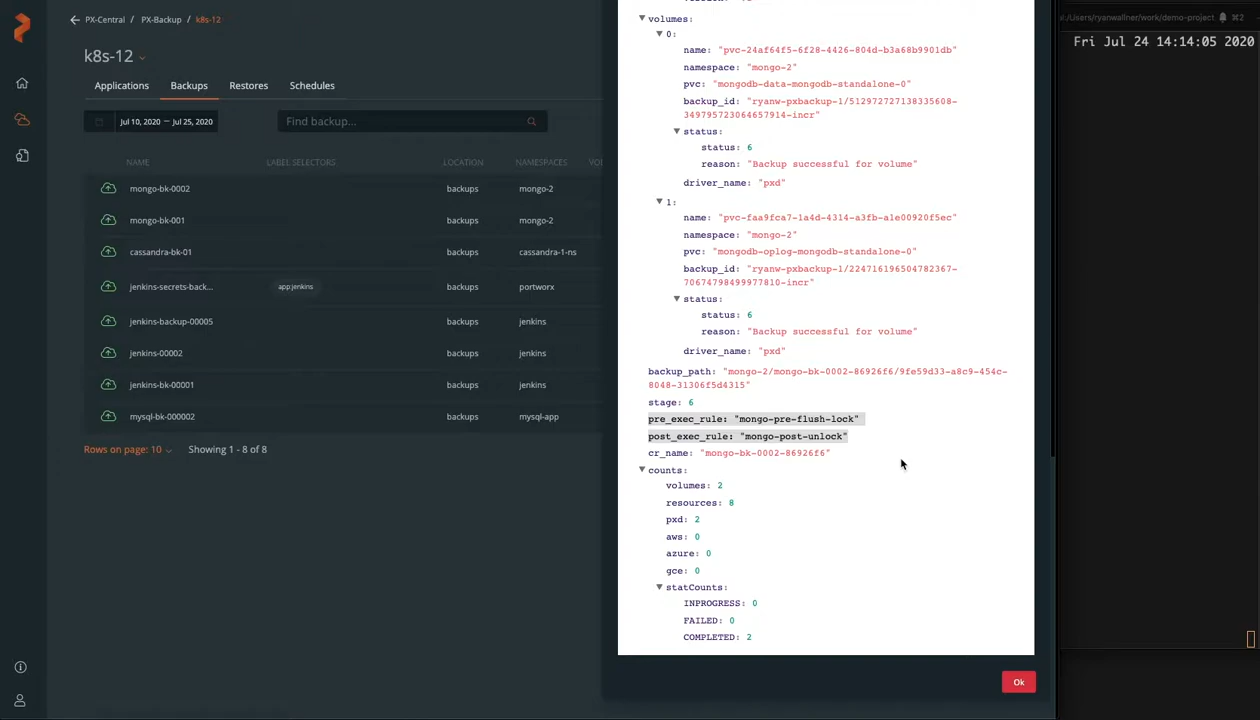 PX-Central / PX-Backup / k8s-12
k8s-12
Applications Backups Restores Schedules
Jul 10, 2020 — Jul 25, 2020
Find backup...
NAME LABEL SELECTORS LOCATION NAMESPACES
mongo-bk-0002 backups mongo-2
mongo-bk-001 backups mongo-2
cassandra-bk-01 backups cassandra-1-ns
jenkins-secrets-back... app:jenkins backups portworx
jenkins-backup-00005 backups jenkins
jenkins-00002 backups jenkins
jenkins-bk-00001 backups jenkins
mysql-bk-000002 backups mysql-app
Rows on page: 10 Showing 1 - 8 of 8
volumes:
0:
name: "pvc-24af64f5-6f28-4426-804d-b3a68b9901db"
namespace: "mongo-2"
pvc: "mongodb-data-mongodb-standalone-0"
backup_id: "ryanw-pxbackup-1/512972727138335608-
349795723064657914-incr"
status:
status: 6
reason: "Backup successful for volume"
driver_name: "pxd"
1:
name: "pvc-faa9fca7-1a4d-4314-a3fb-a1e00920f5ec"
namespace: "mongo-2"
pvc: "mongodb-oplog-mongodb-standalone-0"
backup_id: "ryanw-pxbackup-1/224716196504782367-
70674798499977810-incr"
status:
status: 6
reason: "Backup successful for volume"
driver_name: "pxd"
backup_path: "mongo-2/mongo-bk-0002-86926f6/9fe59d33-a8c9-454c-
8048-31306f5d4315"
stage: 6
pre_exec_rule: "mongo-pre-flush-lock"
post_exec_rule: "mongo-post-unlock"
cr_name: "mongo-bk-0002-86926f6"
counts:
volumes: 2
resources: 8
pxd: 2
aws: 0
azure: 0
gce: 0
statCounts:
INPROGRESS: 0
FAILED: 0
COMPLETED: 2
Ok
/Users/ryanwallner/work/demo-project ⌘2
Fri Jul 24 14:14:05 2020